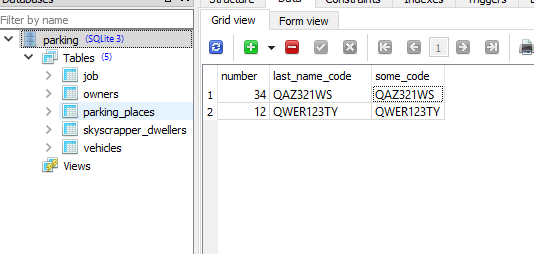 Databases
Filter by name
parking (SQLite 3)
Tables (5)
job
owners
parking_places
skyscrapper_dwellers
vehicles
Views
Structure Data Constraints Indexes Triggers
Grid view Form view
1
number last_name_code some_code
1 34 QAZ321WS QAZ321WS
2 12 QWER123TY QWER123TY